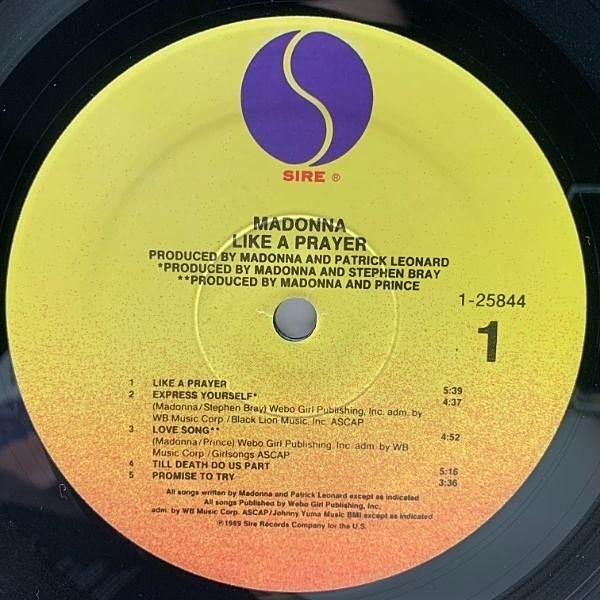 SIRE ®
MADONNA
LIKE A PRAYER
PRODUCED BY MADONNA AND PATRICK LEONARD
*PRODUCED BY MADONNA AND STEPHEN BRAY
**PRODUCED BY MADONNA AND PRINCE
1-25844
1
1 LIKE A PRAYER 5:39
2 EXPRESS YOURSELF* 4:37
(Madonna/Stephen Bray) Webo Girl Publishing, Inc. adm. by
WB Music Corp./Black Lion Music, Inc. ASCAP
3 LOVE SONG** 4:52
(Madonna/Prince) Webo Girl Publishing, Inc. adm. by WB
Music Corp./Girlsongs ASCAP
4 TILL DEATH DO US PART 5:16
5 PROMISE TO TRY 3:36
All songs written by Madonna and Patrick Leonard except as indicated
All songs Published by Webo Girl Publishing, Inc.
adm. by WB Music Corp. ASCAP/Johnny Yuma Music BMI except as indicated
℗1989 Sire Records Company for the U.S.